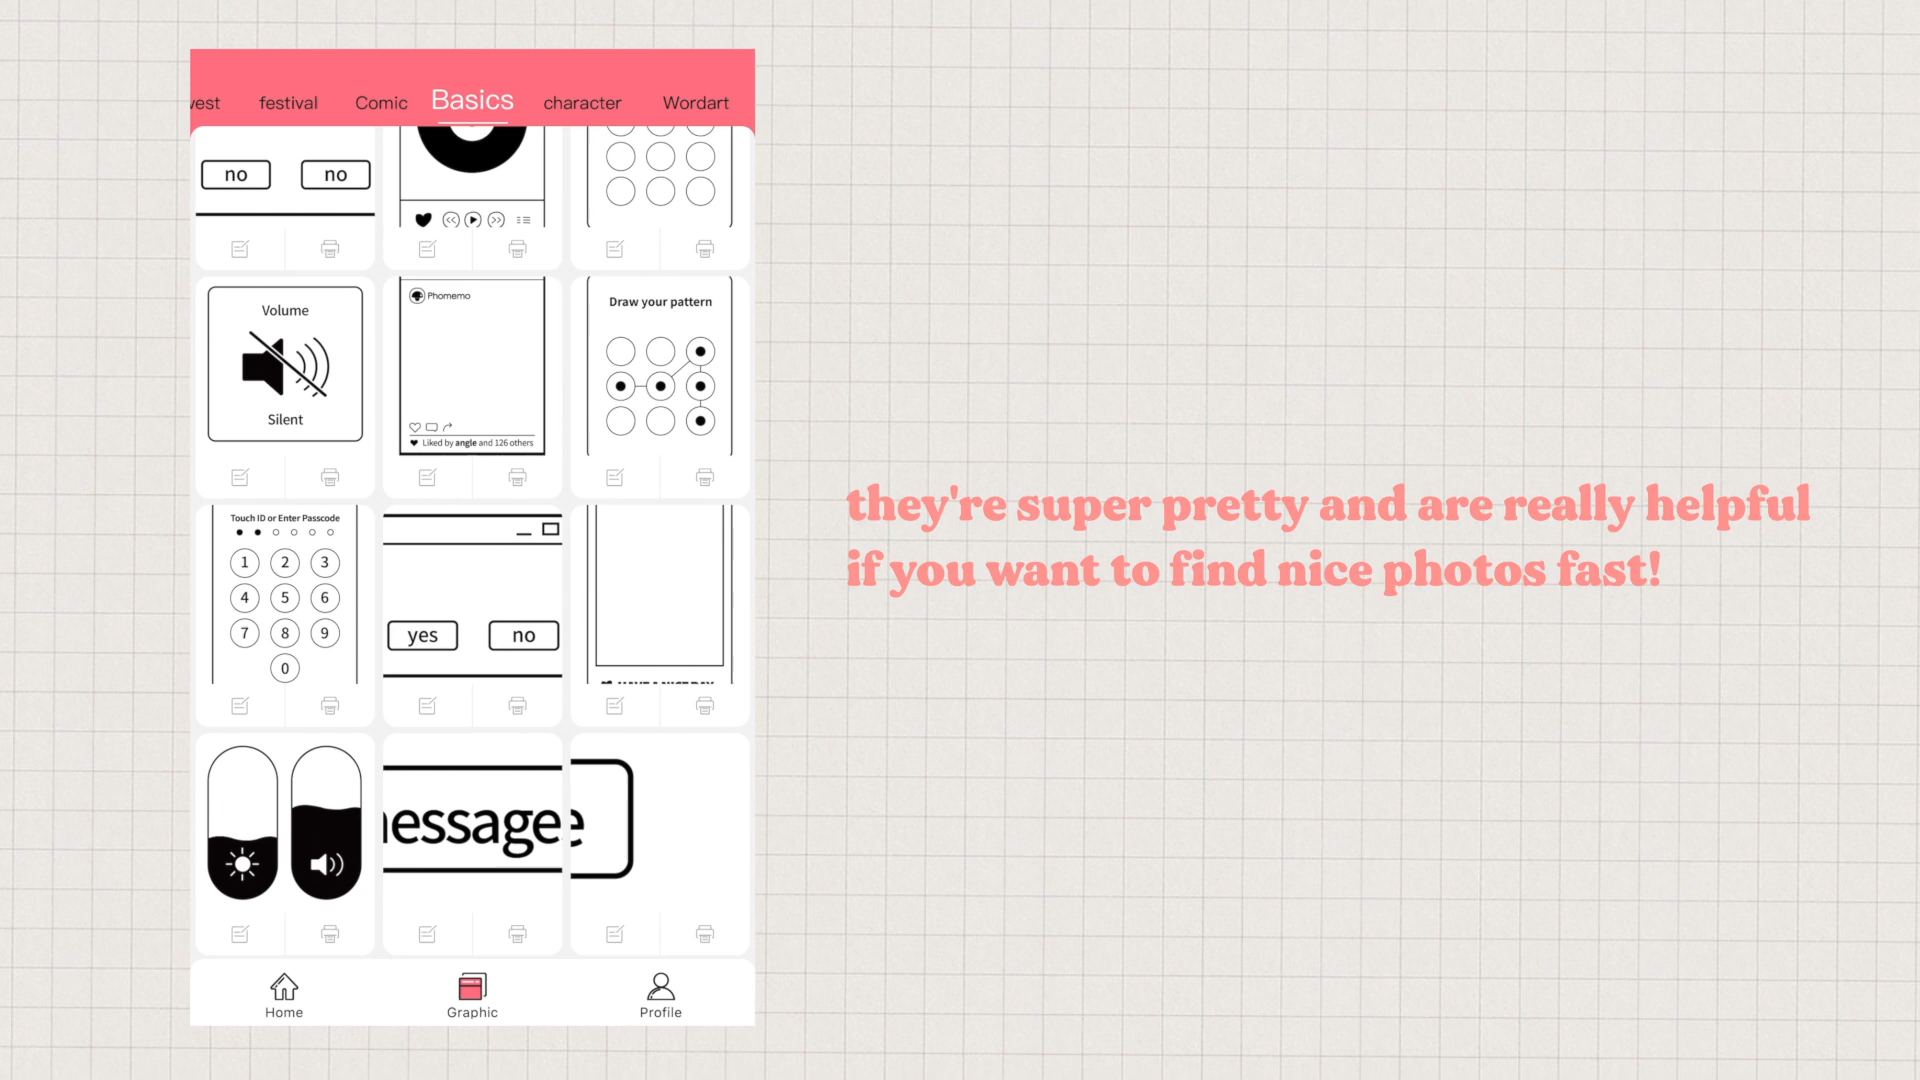 vest festival Comic Basics character Wordart
no no
Volume
Silent
Phomemo
Liked by angle and 126 others
Draw your pattern
Touch ID or Enter Passcode
1 2 3
4 5 6
7 8 9
0
yes no
essagee
e
Home Graphic Profile
they're super pretty and are really helpful
if you want to find nice photos fast!